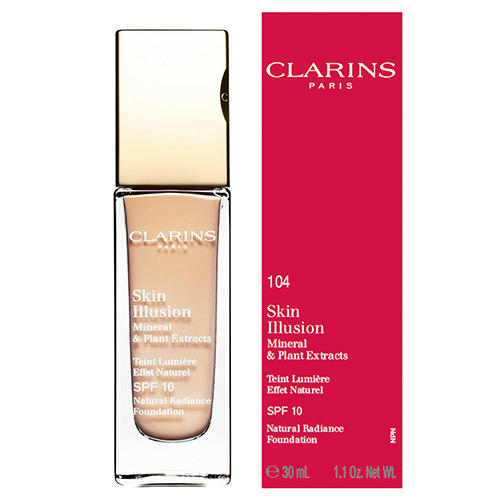 C
CLARINS
PARIS
Skin
Illusion
Mineral
& Plant Extracts
Teint Lumière
Effet Naturel
SPF 10
Natural Radiance
Foundation
CLARINS
PARIS
104
Skin
Illusion
Mineral
& Plant Extracts
Teint Lumière
Effet Naturel
SPF 10
Natural Radiance
Foundation
NPN
e 30 mL 1.1 Oz. Net Wt.